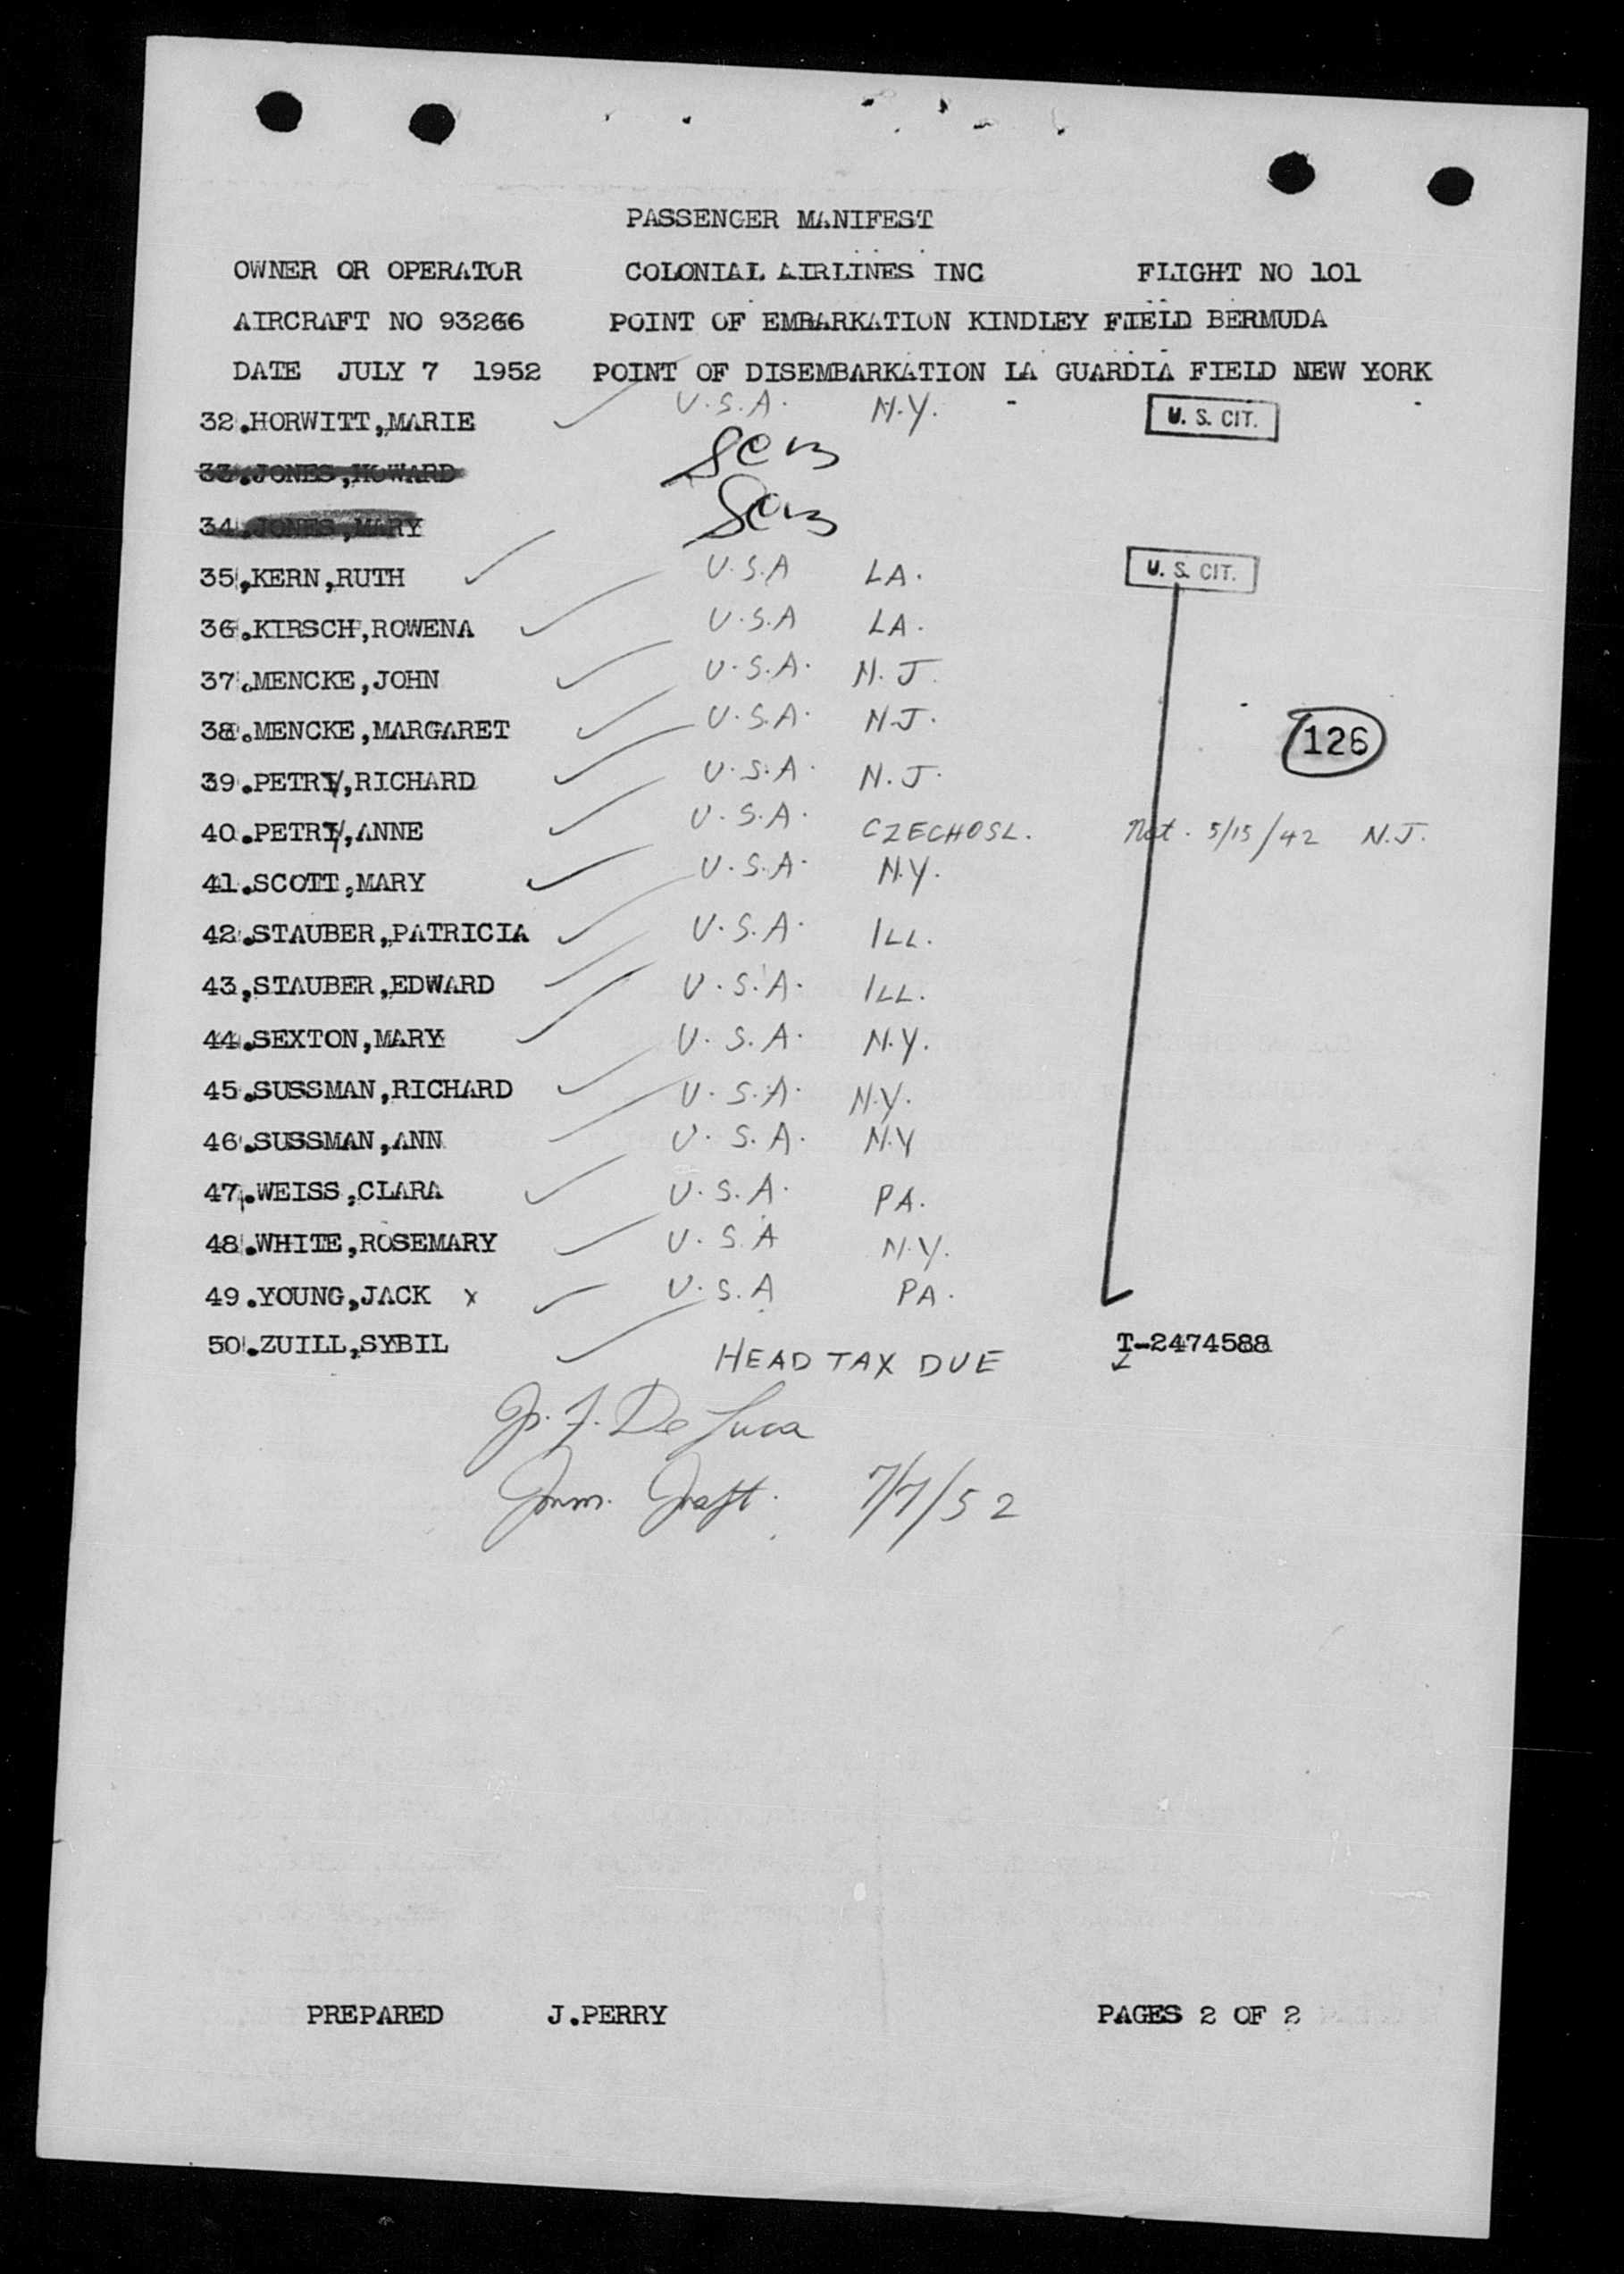 PASSENGER MANIFEST
OWNER OR OPERATOR COLONIAL AIRLINES INC FLIGHT NO 101
AIRCRAFT NO 93266 POINT OF EMBARKATION KINDLEY FIELD BERMUDA
DATE JULY 7 1952 POINT OF DISEMBARKATION LA GUARDIA FIELD NEW YORK
32.HORWITT,MARIE U.S.A. N.Y. U. S. CIT.
33.JONES,HOWARD
34.JONES,MARY
35.,KERN,RUTH U.S.A LA. U. S. CIT.
36.KIRSCH,ROWENA U.S.A LA.
37.MENCKE,JOHN U.S.A. N.J.
38.MENCKE,MARGARET U.S.A. N.J.
126
39.PETRY,RICHARD U.S.A. N.J.
40.PETRY,ANNE U.S.A. CZECHOSL. Nat. 5/15/42 N.J.
41.SCOTT,MARY U.S.A. N.Y.
42.STAUBER,PATRICIA U.S.A. ILL.
43,STAUBER,EDWARD U.S.A. ILL.
44.SEXTON,MARY U.S.A. N.Y.
45.SUSSMAN,RICHARD U.S.A. N.Y.
46.SUSSMAN,ANN U.S.A. N.Y
47.WEISS,CLARA U.S.A. PA.
48.WHITE,ROSEMARY U.S.A N.Y.
49.YOUNG,JACK x U.S.A PA.
50.ZUILL,SYBIL HEAD TAX DUE T-2474588
J. De Luca
Imm. 7/7/52
PREPARED J.PERRY PAGES 2 OF 2